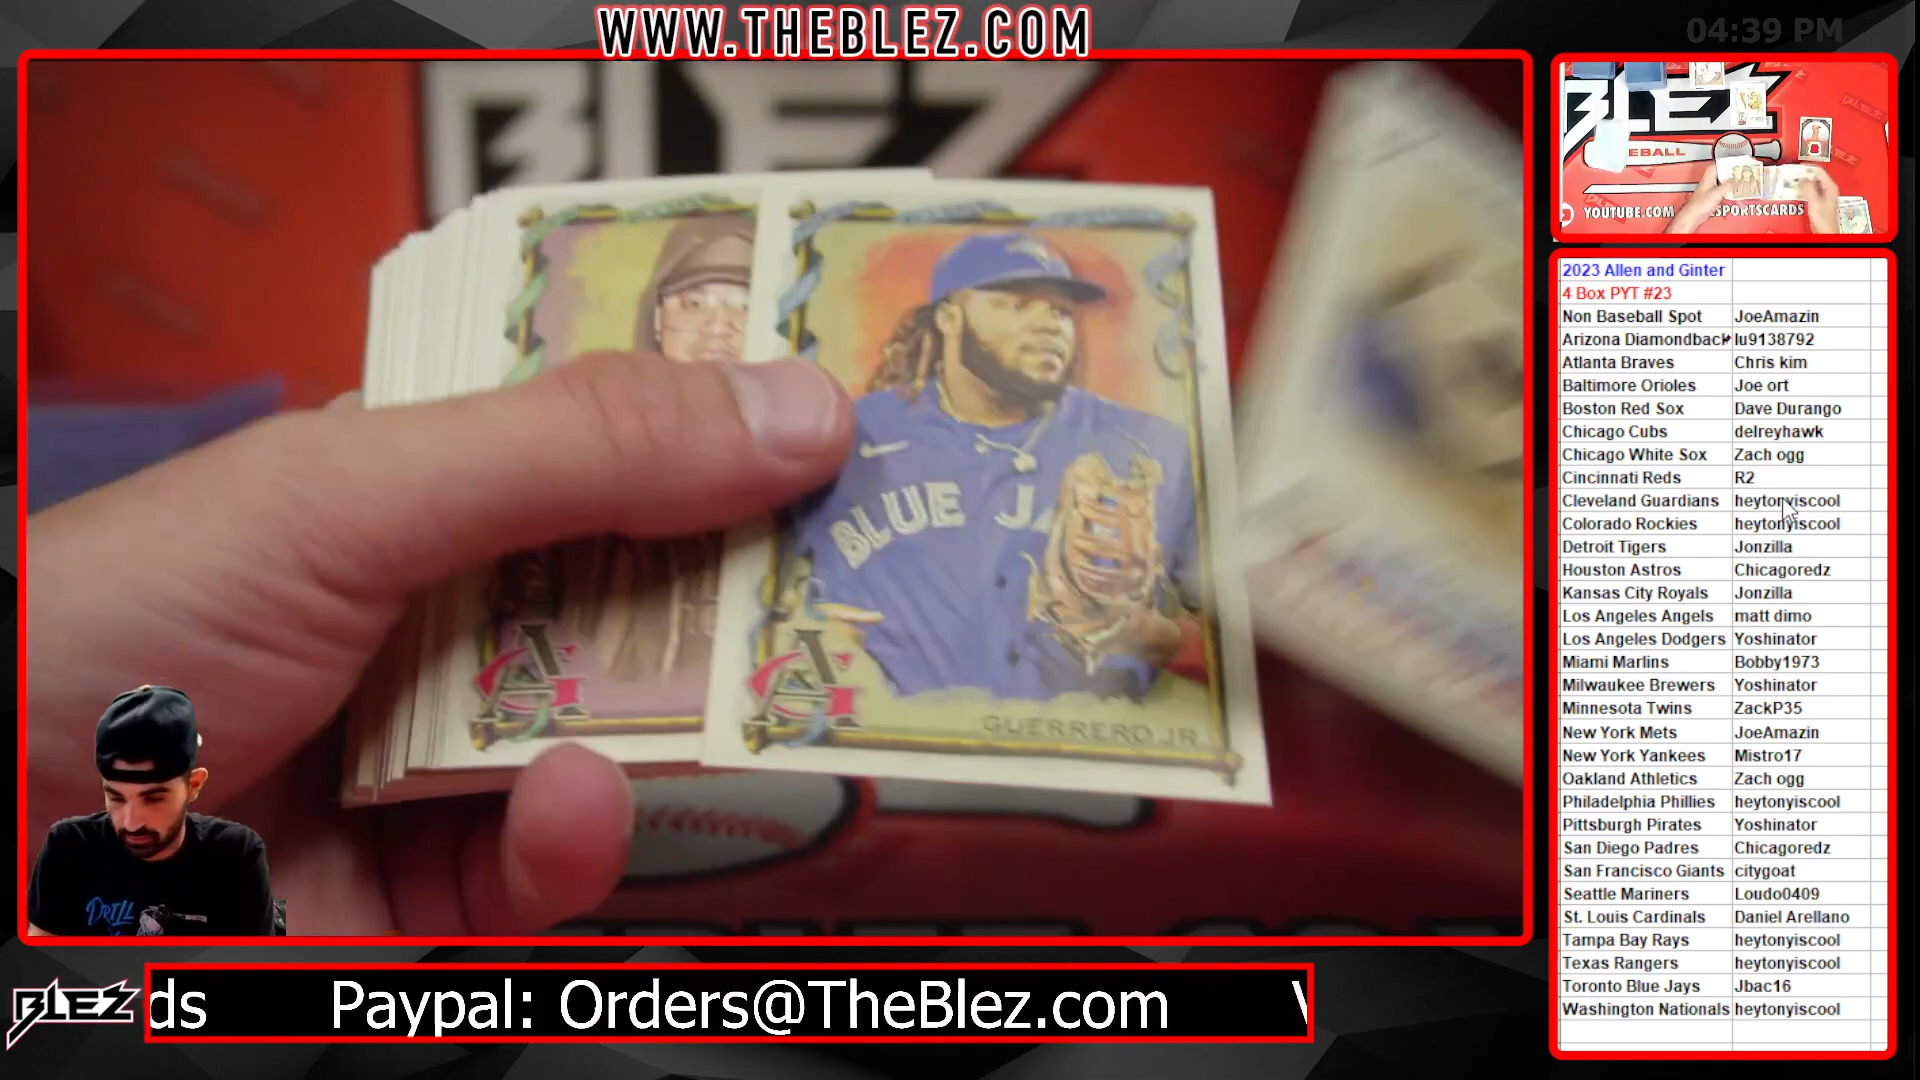 WWW.THEBLEZ.COM
04:39 PM
BLEZ
BLUE JA
GUERRERO JR
AG
AG
BLEZ
EBALL
YOUTUBE.COM
ESPORTSCARDS
2023 Allen and Ginter
4 Box PYT #23
Non Baseball Spot JoeAmazin
Arizona Diamondback lu9138792
Atlanta Braves Chris kim
Baltimore Orioles Joe ort
Boston Red Sox Dave Durango
Chicago Cubs delreyhawk
Chicago White Sox Zach ogg
Cincinnati Reds R2
Cleveland Guardians heytonyiscool
Colorado Rockies heytonyiscool
Detroit Tigers Jonzilla
Houston Astros Chicagoredz
Kansas City Royals Jonzilla
Los Angeles Angels matt dimo
Los Angeles Dodgers Yoshinator
Miami Marlins Bobby1973
Milwaukee Brewers Yoshinator
Minnesota Twins ZackP35
New York Mets JoeAmazin
New York Yankees Mistro17
Oakland Athletics Zach ogg
Philadelphia Phillies heytonyiscool
Pittsburgh Pirates Yoshinator
San Diego Padres Chicagoredz
San Francisco Giants citygoat
Seattle Mariners Loudo0409
St. Louis Cardinals Daniel Arellano
Tampa Bay Rays heytonyiscool
Texas Rangers heytonyiscool
Toronto Blue Jays Jbac16
Washington Nationals heytonyiscool
DRILL
BLEZ
ds Paypal: Orders@TheBlez.com